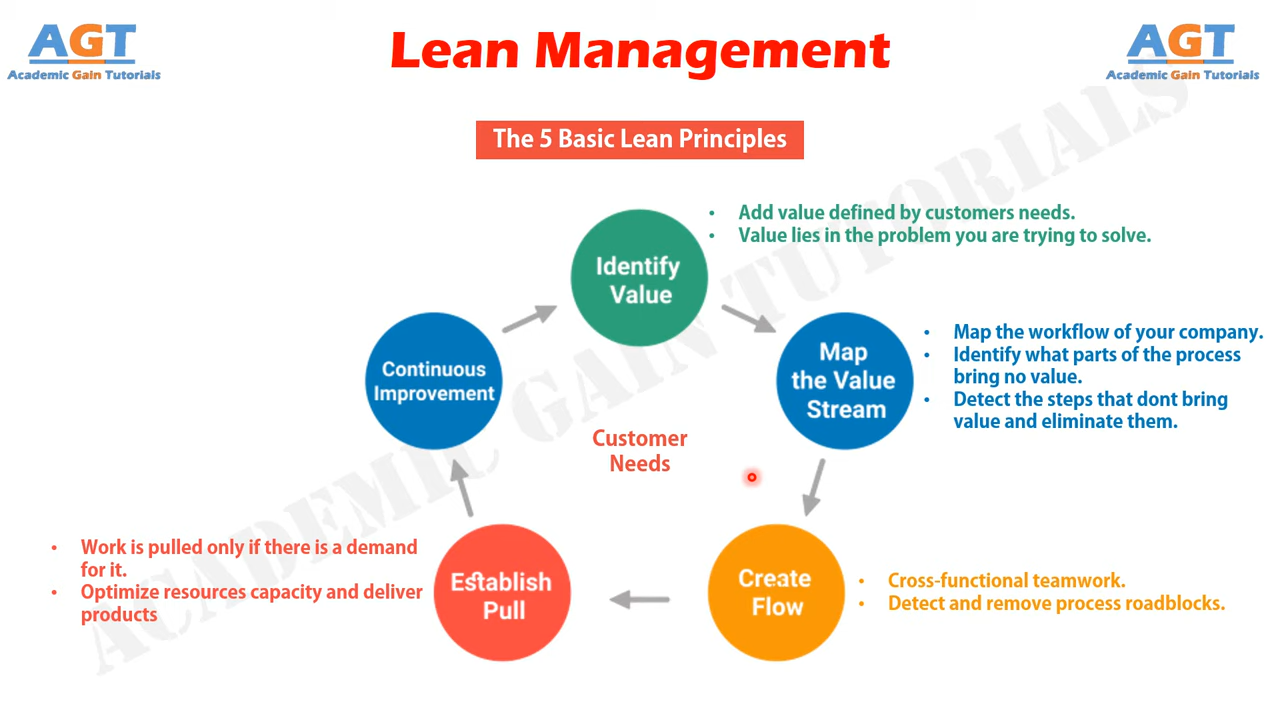 AGT
Academic Gain Tutorials
Lean Management
AGT
Academic Gain Tutorials
The 5 Basic Lean Principles
Identify
Value
• Add value defined by customers needs.
• Value lies in the problem you are trying to solve.
Map
the Value
Stream
• Map the workflow of your company.
• Identify what parts of the process
bring no value.
• Detect the steps that dont bring
value and eliminate them.
Continuous
Improvement
Customer
Needs
Create
Flow
• Cross-functional teamwork.
• Detect and remove process roadblocks.
Establish
Pull
• Work is pulled only if there is a demand
for it.
• Optimize resources capacity and deliver
products
ACADEMIC GAIN TUTORIALS